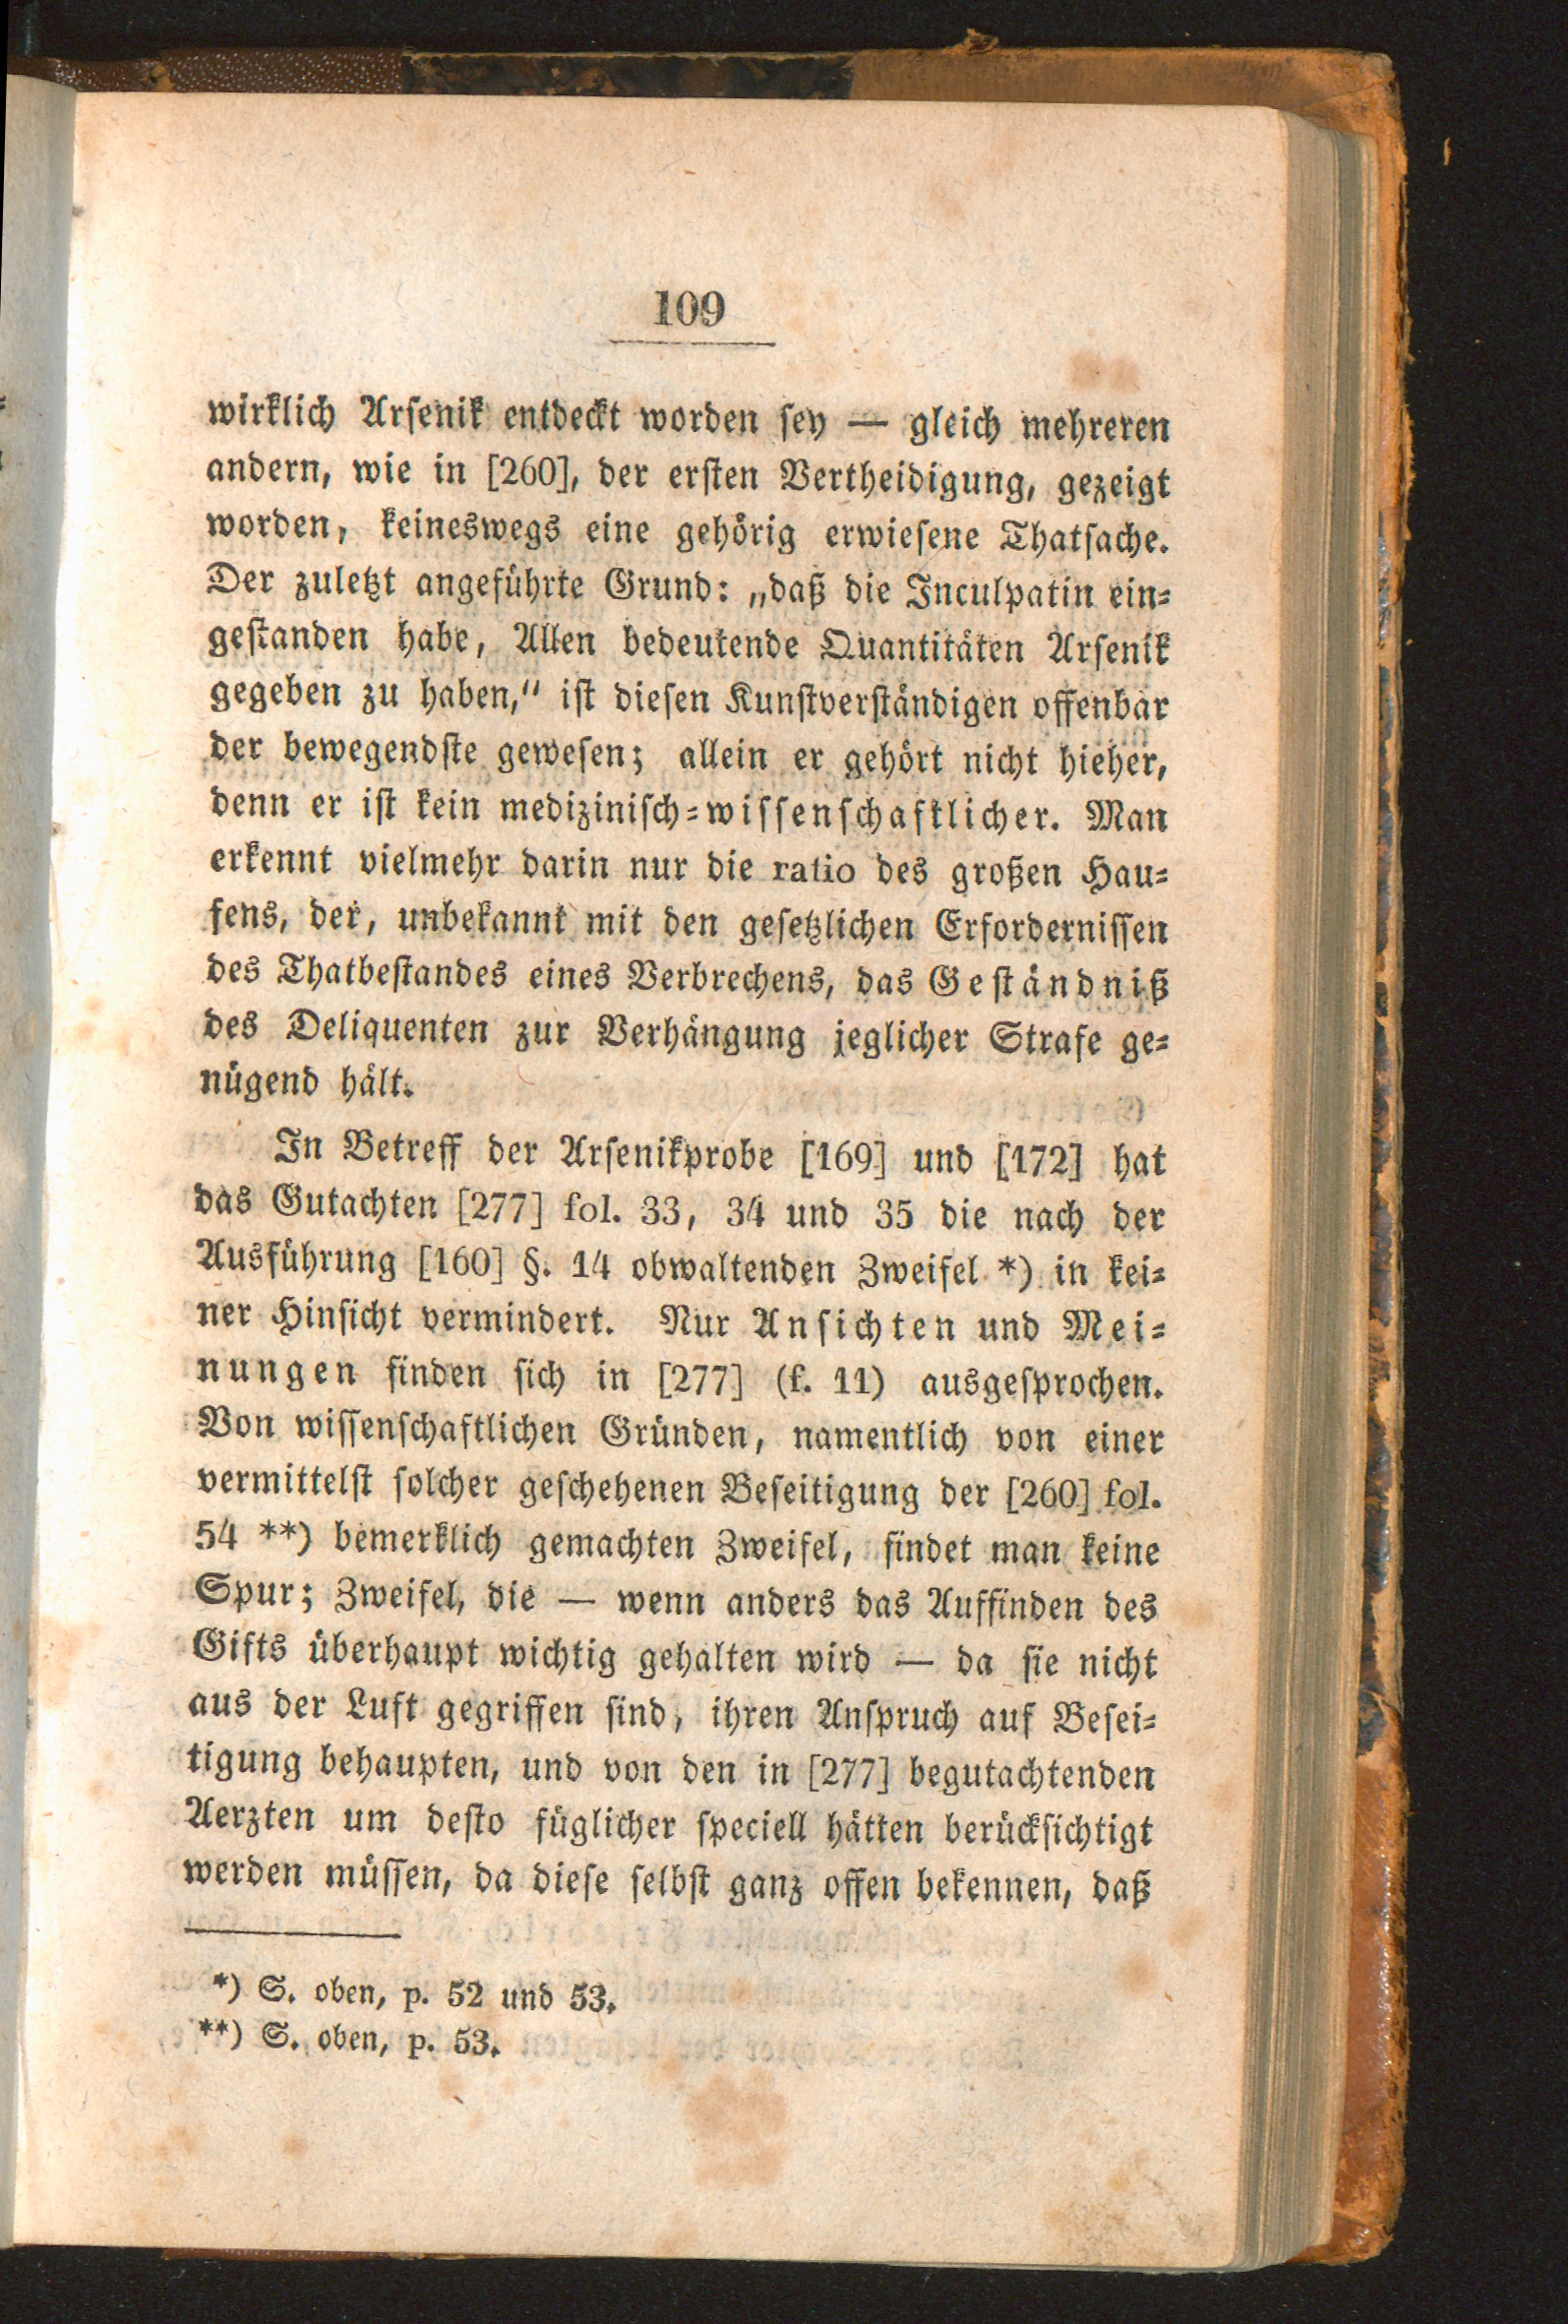 109
wirklich Arsenik entdeckt worden sey — gleich mehreren
andern, wie in [260], der ersten Vertheidigung, gezeigt
worden, keineswegs eine gehörig erwiesene Thatsache.
Der zuletzt angeführte Grund: „daß die Inculpatin ein-
gestanden habe, Allen bedeutende Quantitäten Arsenik
gegeben zu haben,“ ist diesen Kunstverständigen offenbar
der bewegendste gewesen; allein er gehört nicht hieher,
denn er ist kein medizinisch-wissenschaftlicher. Man
erkennt vielmehr darin nur die ratio des großen Hau-
fens, der, unbekannt mit den gesetzlichen Erfordernissen
des Thatbestandes eines Verbrechens, das Geständniß
des Deliquenten zur Verhängung jeglicher Strafe ge-
nügend hält.
In Betreff der Arsenikprobe [169] und [172] hat
das Gutachten [277] fol. 33, 34 und 35 die nach der
Ausführung [160] §. 14 obwaltenden Zweifel *) in kei-
ner Hinsicht vermindert. Nur Ansichten und Mei-
nungen finden sich in [277] (f. 11) ausgesprochen.
Von wissenschaftlichen Gründen, namentlich von einer
vermittelst solcher geschehenen Beseitigung der [260] fol.
54 **) bemerklich gemachten Zweifel, findet man keine
Spur; Zweifel, die — wenn anders das Auffinden des
Gifts überhaupt wichtig gehalten wird — da sie nicht
aus der Luft gegriffen sind, ihren Anspruch auf Besei-
tigung behaupten, und von den in [277] begutachtenden
Aerzten um desto füglicher speciell hätten berücksichtigt
werden müssen, da diese selbst ganz offen bekennen, daß
*) S. oben, p. 52 und 53.
**) S. oben, p. 53.